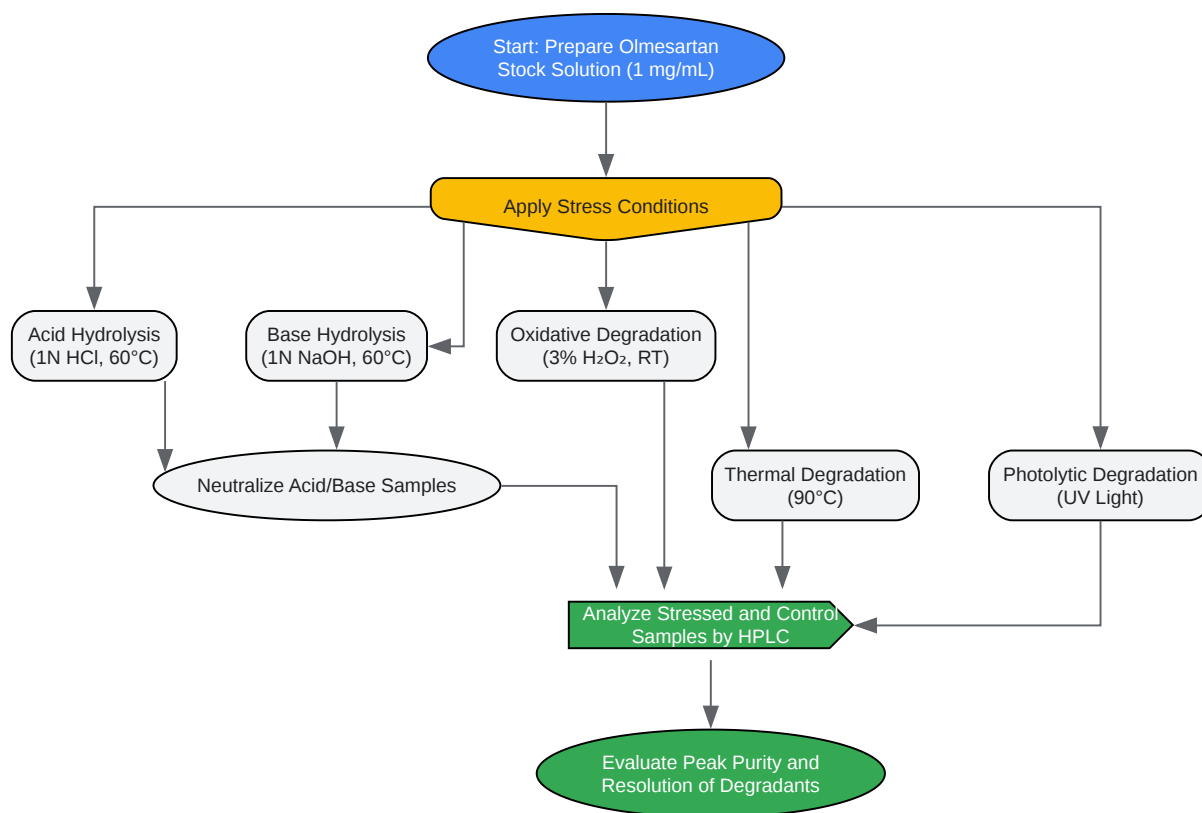 Start: Prepare Olmesartan
Stock Solution (1 mg/mL)
Apply Stress Conditions
Acid Hydrolysis
(1N HCl, 60°C)
Base Hydrolysis
(1N NaOH, 60°C)
Oxidative Degradation
(3% H₂O₂, RT)
Neutralize Acid/Base Samples
Thermal Degradation
(90°C)
Photolytic Degradation
(UV Light)
Analyze Stressed and Control
Samples by HPLC
Evaluate Peak Purity and
Resolution of Degradants